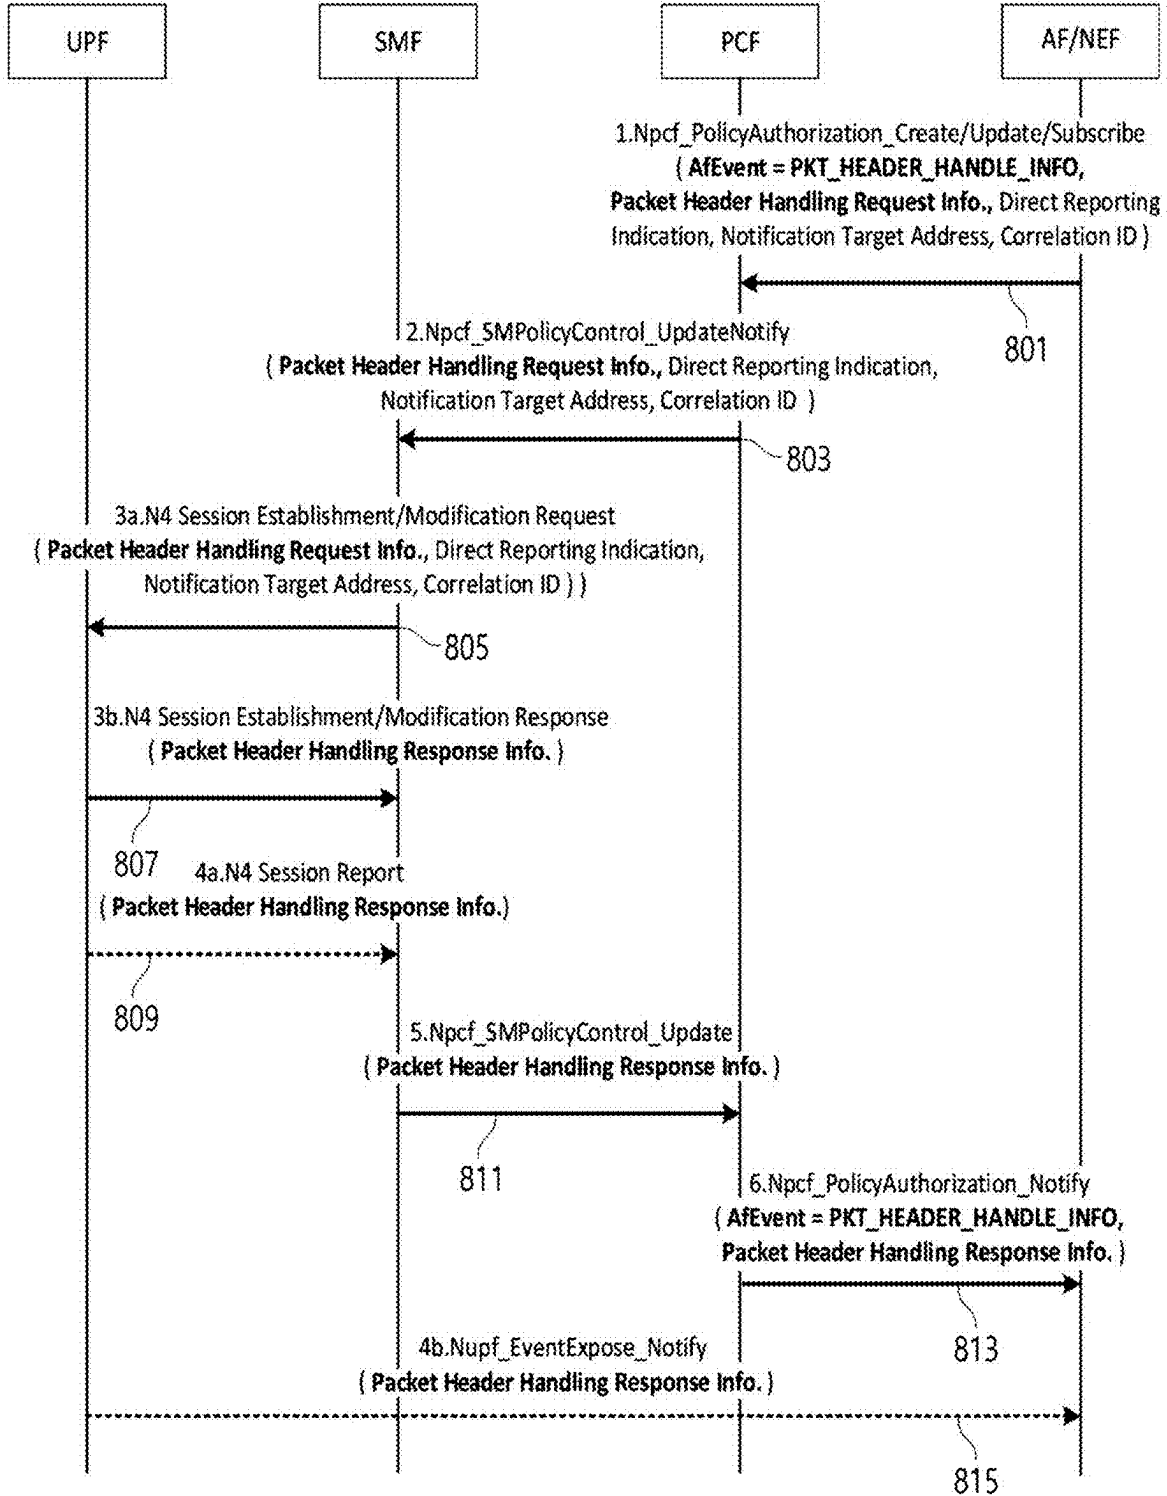 UPF
SMF
PCF
AF/NEF
1.Npcf_PolicyAuthorization_Create/Update/Subscribe
( AfEvent = PKT_HEADER_HANDLE_INFO,
Packet Header Handling Request Info., Direct Reporting
Indication, Notification Target Address, Correlation ID )
801
2.Npcf_SMPolicyControl_UpdateNotify
( Packet Header Handling Request Info., Direct Reporting Indication,
Notification Target Address, Correlation ID )
803
3a.N4 Session Establishment/Modification Request
( Packet Header Handling Request Info., Direct Reporting Indication,
Notification Target Address, Correlation ID ) )
805
3b.N4 Session Establishment/Modification Response
( Packet Header Handling Response Info. )
807
4a.N4 Session Report
( Packet Header Handling Response Info.)
809
5.Npcf_SMPolicyControl_Update
( Packet Header Handling Response Info. )
811
6.Npcf_PolicyAuthorization_Notify
( AfEvent = PKT_HEADER_HANDLE_INFO,
Packet Header Handling Response Info. )
813
4b.Nupf_EventExpose_Notify
( Packet Header Handling Response Info. )
815